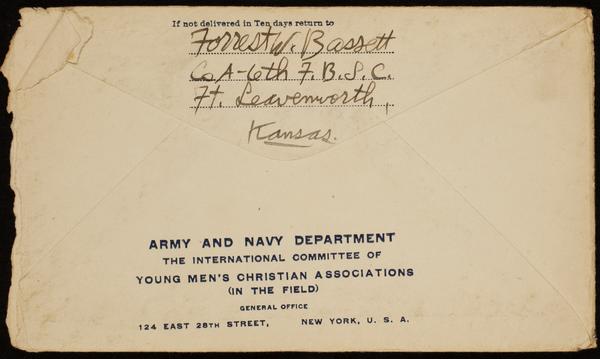 If not delivered in Ten days return to
Forrest W. Bassett
Co A-6th F. B. S. C.
Ft. Leavenworth,
Kansas.
ARMY AND NAVY DEPARTMENT
THE INTERNATIONAL COMMITTEE OF
YOUNG MEN'S CHRISTIAN ASSOCIATIONS
(IN THE FIELD)
GENERAL OFFICE
124 EAST 28TH STREET, NEW YORK, U. S. A.